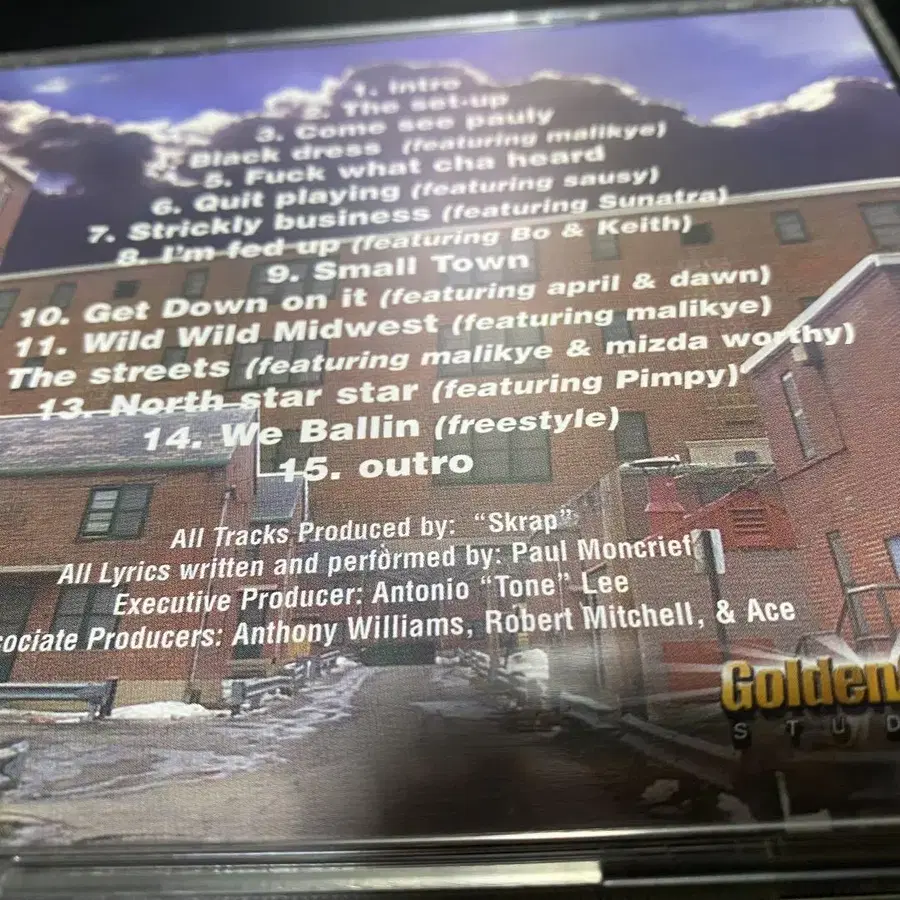 1. intro
2. The set-up
3. Come see pauly
Black dress (featuring malikye)
5. Fuck what cha heard
6. Quit playing (featuring sausy)
7. Strickly business (featuring Sunatra)
8. I'm fed up (featuring Bo & Keith)
9. Small Town
10. Get Down on it (featuring april & dawn)
11. Wild Wild Midwest (featuring malikye)
The streets (featuring malikye & mizda worthy)
13. North star star (featuring Pimpy)
14. We Ballin (freestyle)
15. outro
All Tracks Produced by: "Skrap"
All Lyrics written and performed by: Paul Moncrief
Executive Producer: Antonio "Tone" Lee
ociate Producers: Anthony Williams, Robert Mitchell, & Ace
Golden
STUD